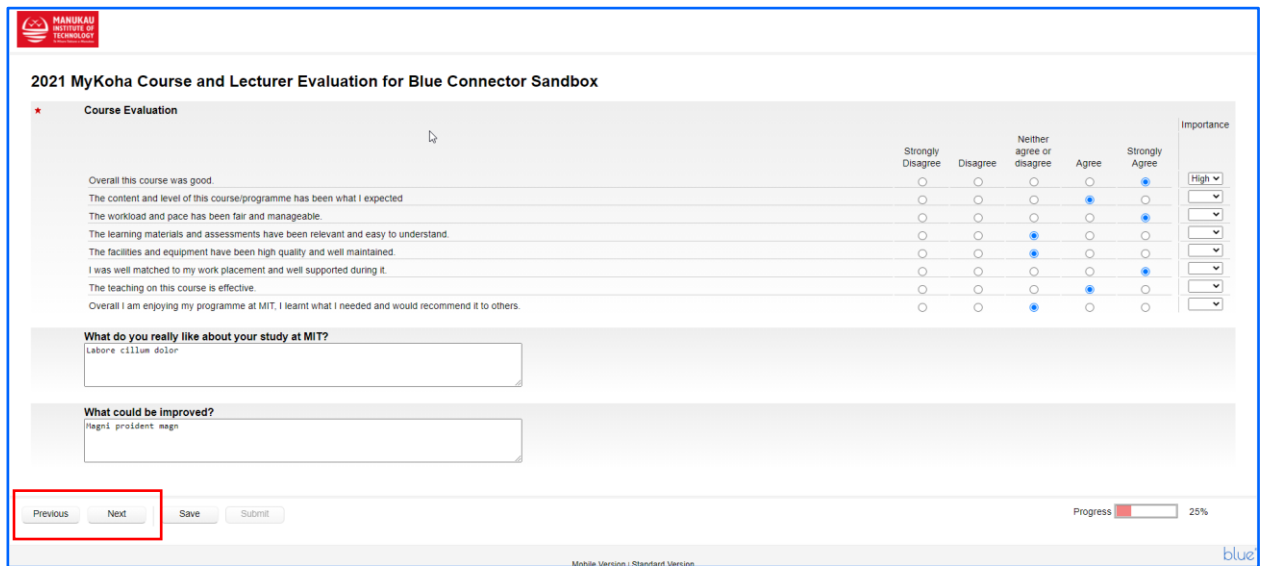 MANUKAU
INSTITUTE OF
TECHNOLOGY
2021 MyKoha Course and Lecturer Evaluation for Blue Connector Sandbox
* Course Evaluation
Importance
Strongly Disagree Disagree Neither agree or disagree Agree Strongly Agree
Overall this course was good. High
The content and level of this course/programme has been what I expected
The workload and pace has been fair and manageable.
The learning materials and assessments have been relevant and easy to understand.
The facilities and equipment have been high quality and well maintained.
I was well matched to my work placement and well supported during it.
The teaching on this course is effective.
Overall I am enjoying my programme at MIT, I learnt what I needed and would recommend it to others.
What do you really like about your study at MIT?
Labore cillum dolor
What could be improved?
Magni proident magn
Previous Next Save Submit Progress 25%
blue
Mobile Version | Standard Version